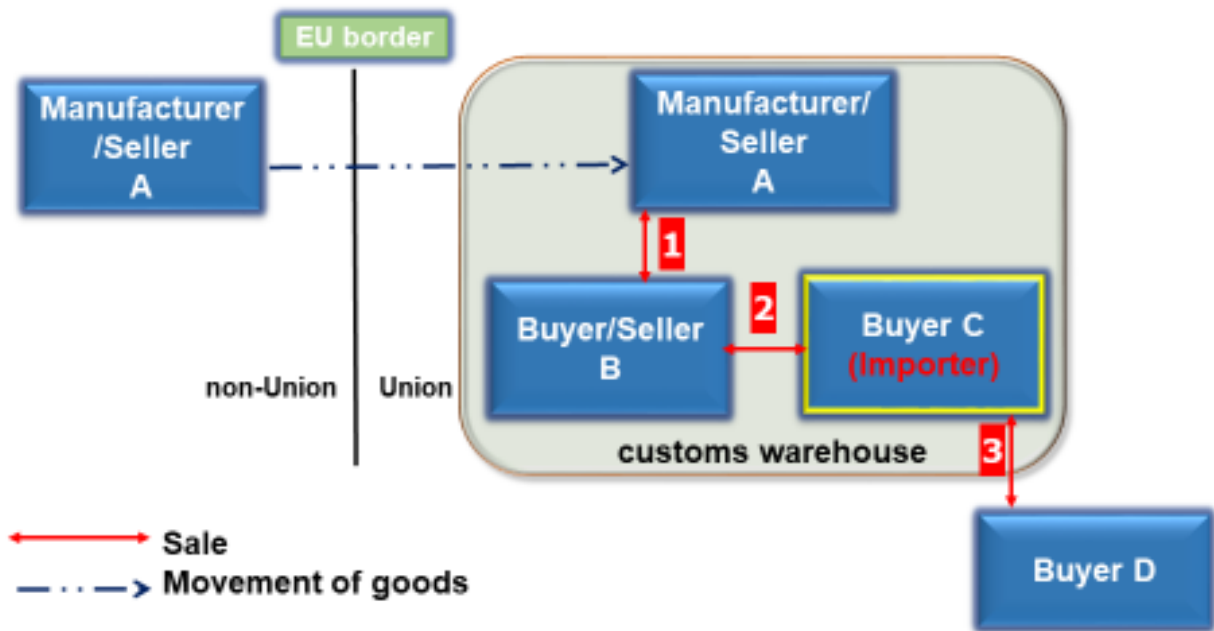 EU border
Manufacturer
/Seller
A
Manufacturer/
Seller
A
1
Buyer/Seller
B
2
Buyer C
(Importer)
non-Union
Union
customs warehouse
3
Sale
Movement of goods
Buyer D